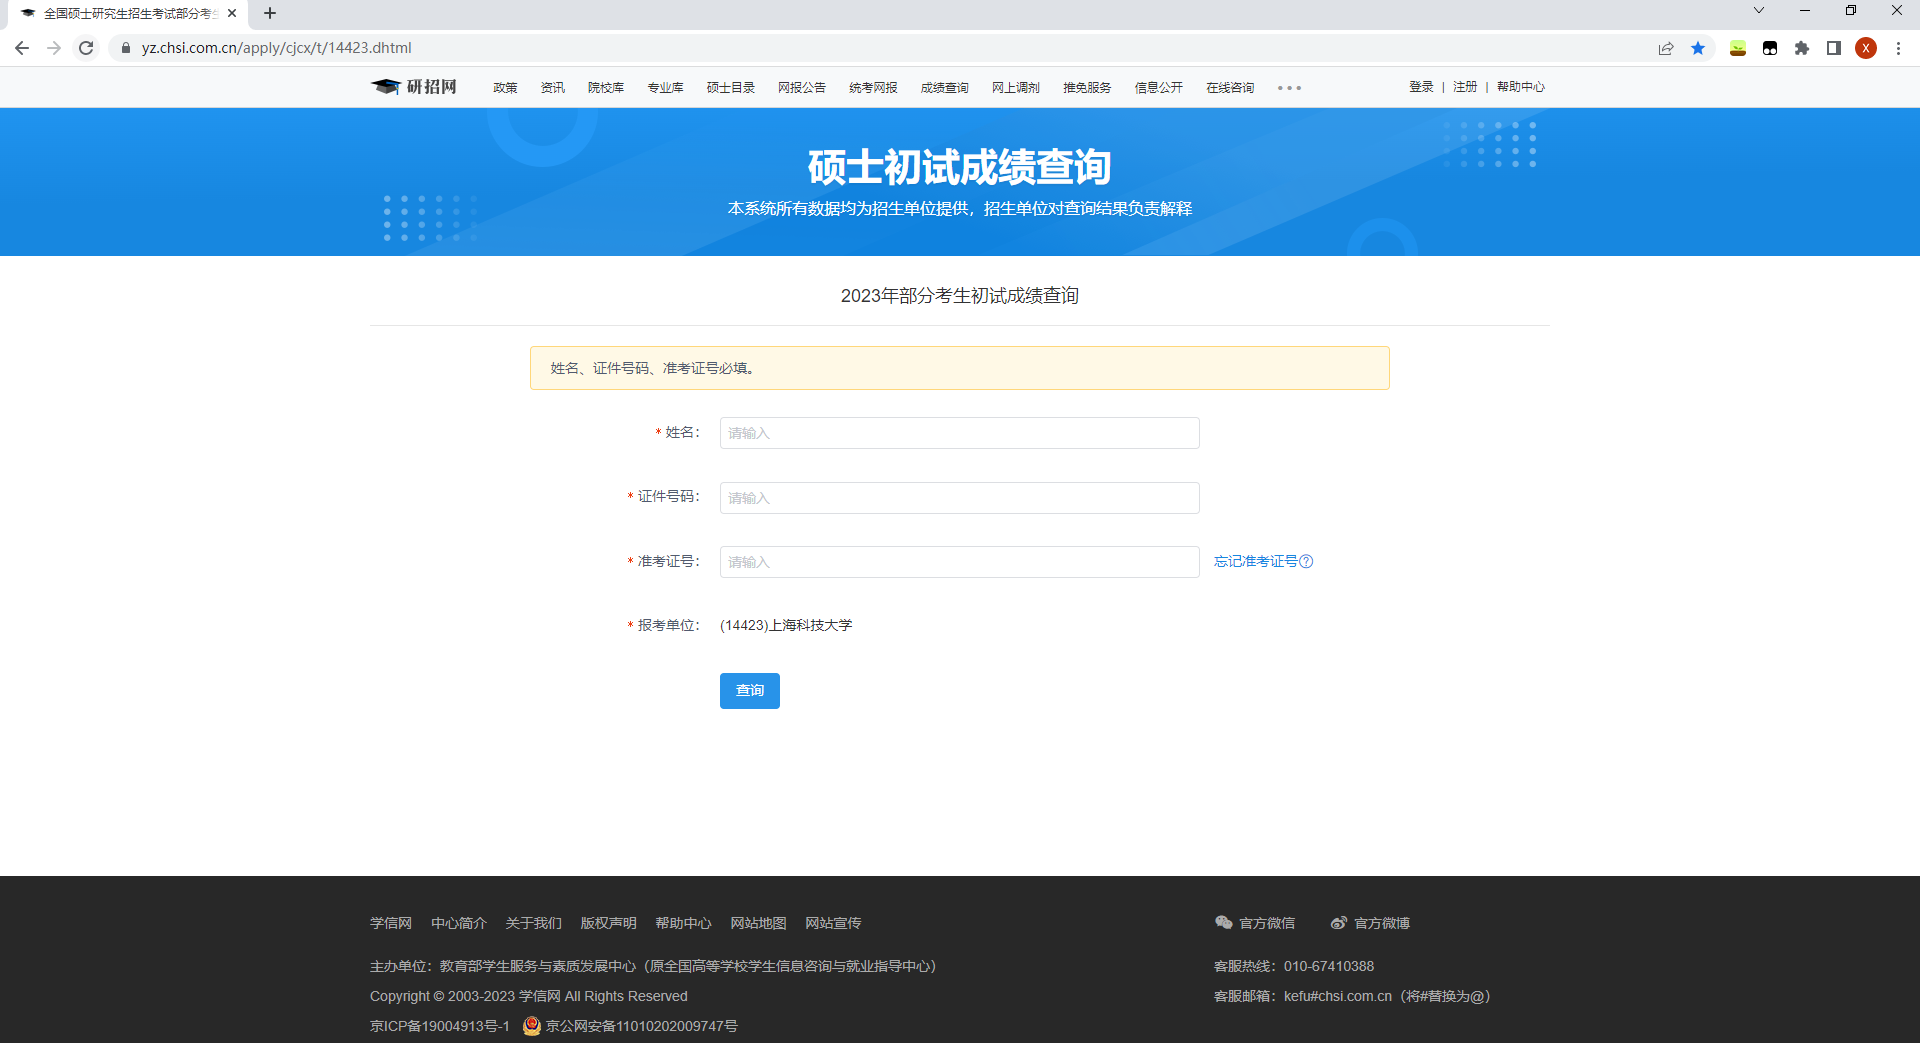 全国硕士研究生招生考试部分考生
yz.chsi.com.cn/apply/cjcx/t/14423.dhtml
X
研招网 政策 资讯 院校库 专业库 硕士目录 网报公告 统考网报 成绩查询 网上调剂 推免服务 信息公开 在线咨询 登录 | 注册 | 帮助中心
硕士初试成绩查询
本系统所有数据均为招生单位提供，招生单位对查询结果负责解释
2023年部分考生初试成绩查询
姓名、证件号码、准考证号必填。
* 姓名： 请输入
* 证件号码： 请输入
* 准考证号： 请输入 忘记准考证号?
* 报考单位： (14423)上海科技大学
查询
学信网 中心简介 关于我们 版权声明 帮助中心 网站地图 网站宣传 官方微信 官方微博
主办单位：教育部学生服务与素质发展中心（原全国高等学校学生信息咨询与就业指导中心） 客服热线：010-67410388
Copyright © 2003-2023 学信网 All Rights Reserved 客服邮箱：kefu#chsi.com.cn（将#替换为@）
京ICP备19004913号-1 京公网安备11010202009747号